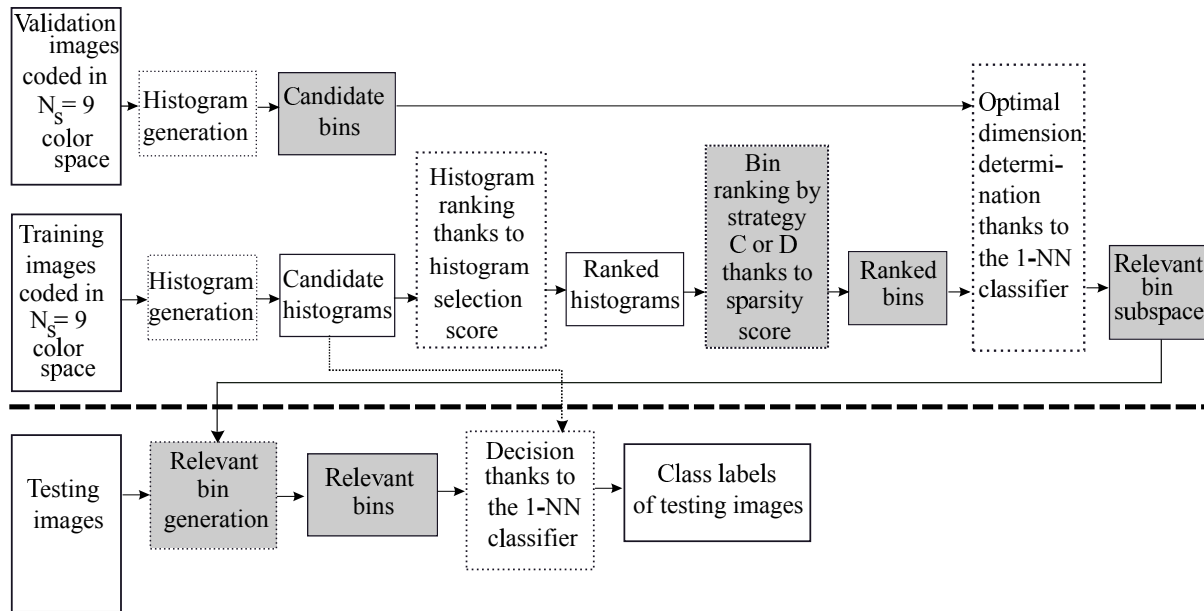 Validation
images
coded in
Ns= 9
color
space
Histogram
generation
Candidate
bins
Optimal
dimension
determi-
nation
thanks to
the 1-NN
classifier
Training
images
coded in
Ns= 9
color
space
Histogram
generation
Candidate
histograms
Histogram
ranking
thanks to
histogram
selection
score
Ranked
histograms
Bin
ranking by
strategy
C or D
thanks to
sparsity
score
Ranked
bins
Relevant
bin
subspace
Testing
images
Relevant
bin
generation
Relevant
bins
Decision
thanks to
the 1-NN
classifier
Class labels
of testing images